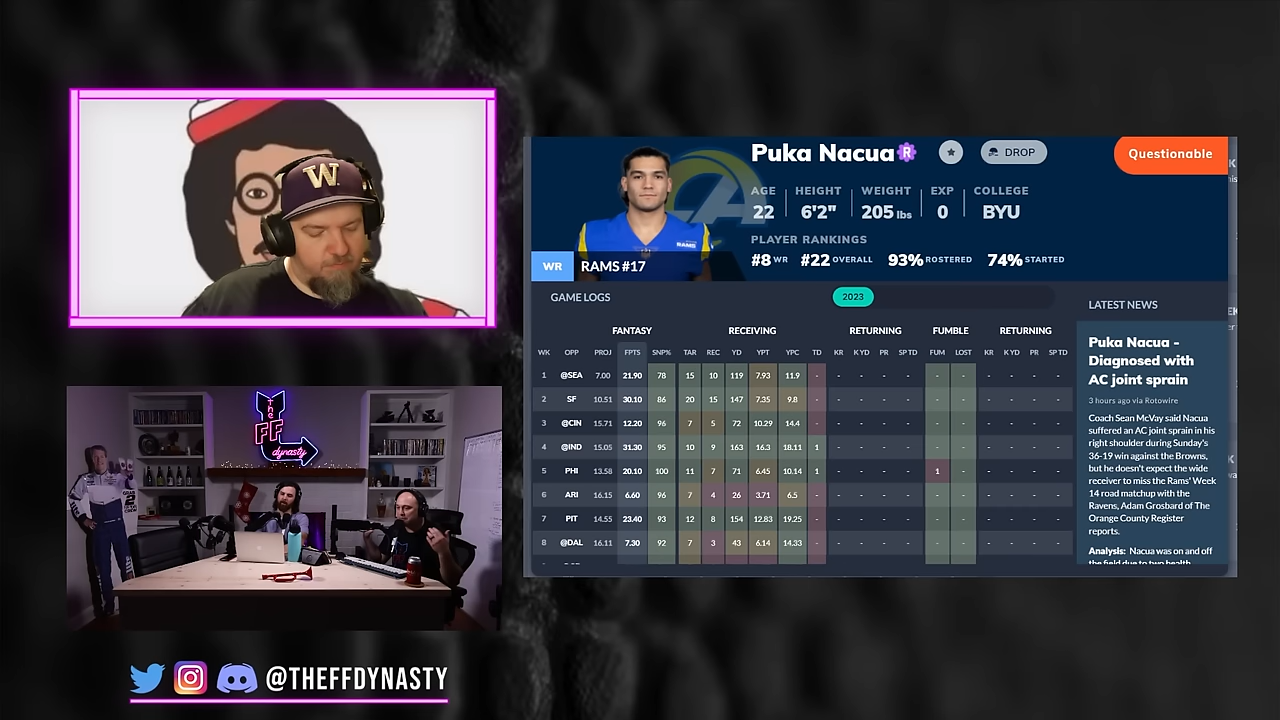 W
the
FF
dynasty
@THEFFDYNASTY
Puka Nacua R
DROP
Questionable
AGE HEIGHT WEIGHT EXP COLLEGE
22 6'2" 205 lbs 0 BYU
PLAYER RANKINGS
#8 WR #22 OVERALL 93% ROSTERED 74% STARTED
RAMS
WR RAMS #17
GAME LOGS 2023
FANTASY RECEIVING RETURNING FUMBLE RETURNING
WK OPP PROJ FPTS SNP% TAR REC YD YPT YPC TD KR K YD PR SP TD FUM LOST KR K YD PR SP TD
1 @SEA 7.00 21.90 78 15 10 119 7.93 11.9 - - - - - - - - - - -
2 SF 10.51 30.10 86 20 15 147 7.35 9.8 - - - - - - - - - - -
3 @CIN 15.71 12.20 96 7 5 72 10.29 14.4 - - - - - - - - - - -
4 @IND 15.05 31.30 95 10 9 163 16.3 18.11 1 - - - - - - - - - -
5 PHI 13.58 20.10 100 11 7 71 6.45 10.14 1 - - - - 1 - - - - -
6 ARI 16.15 6.60 96 7 4 26 3.71 6.5 - - - - - - - - - - -
7 PIT 14.55 23.40 93 12 8 154 12.83 19.25 - - - - - - - - - - -
8 @DAL 16.11 7.30 92 7 3 43 6.14 14.33 - - - - - - - - - - -
LATEST NEWS
Puka Nacua -
Diagnosed with
AC joint sprain
3 hours ago via Rotowire
Coach Sean McVay said Nacua
suffered an AC joint sprain in his
right shoulder during Sunday's
36-19 win against the Browns,
but he doesn't expect the wide
receiver to miss the Rams' Week
14 road matchup with the
Ravens, Adam Grosbard of The
Orange County Register
reports.
Analysis: Nacua was on and off
the field due to two health